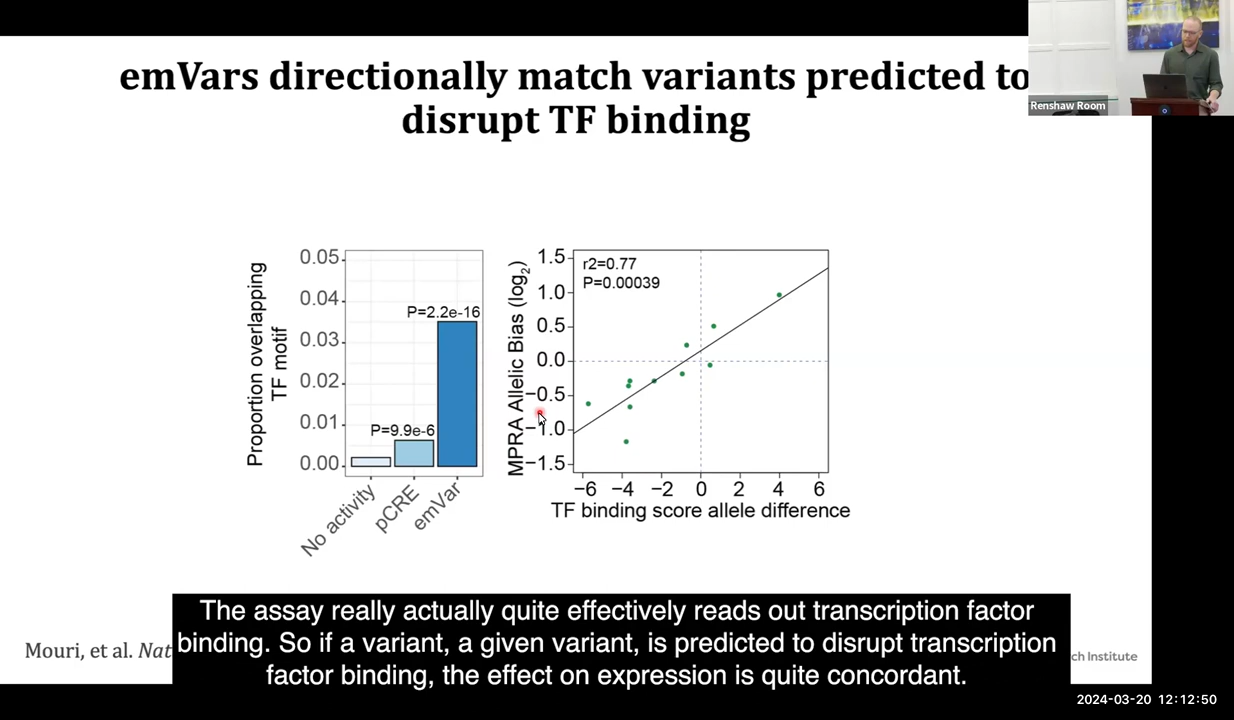 emVars directionally match variants predicted to
disrupt TF binding
Renshaw Room
Proportion overlapping
TF motif
0.05
0.04
0.03
0.02
0.01
0.00
P=9.9e-6
P=2.2e-16
No activity
pCRE
emVar
MPRA Allelic Bias (log2)
1.5
1.0
0.5
0.0
−0.5
−1.0
−1.5
r2=0.77
P=0.00039
−6 −4 −2 0 2 4 6
TF binding score allele difference
The assay really actually quite effectively reads out transcription factor
binding. So if a variant, a given variant, is predicted to disrupt transcription
factor binding, the effect on expression is quite concordant.
Mouri, et al. Nat
ch Institute
2024-03-20 12:12:50